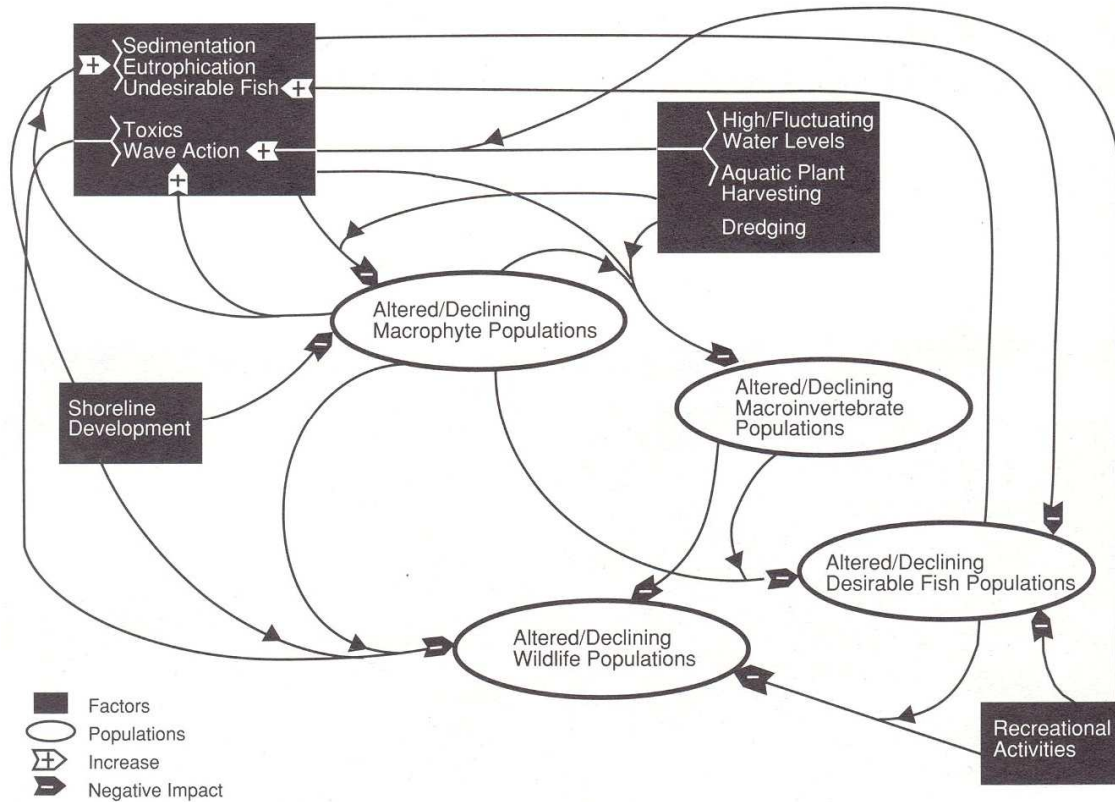 Sedimentation
Eutrophication
Undesirable Fish
Toxics
Wave Action
High/Fluctuating
Water Levels
Aquatic Plant
Harvesting
Dredging
Altered/Declining
Macrophyte Populations
Altered/Declining
Macroinvertebrate
Populations
Shoreline
Development
Altered/Declining
Desirable Fish Populations
Altered/Declining
Wildlife Populations
Recreational
Activities
Factors
Populations
Increase
Negative Impact